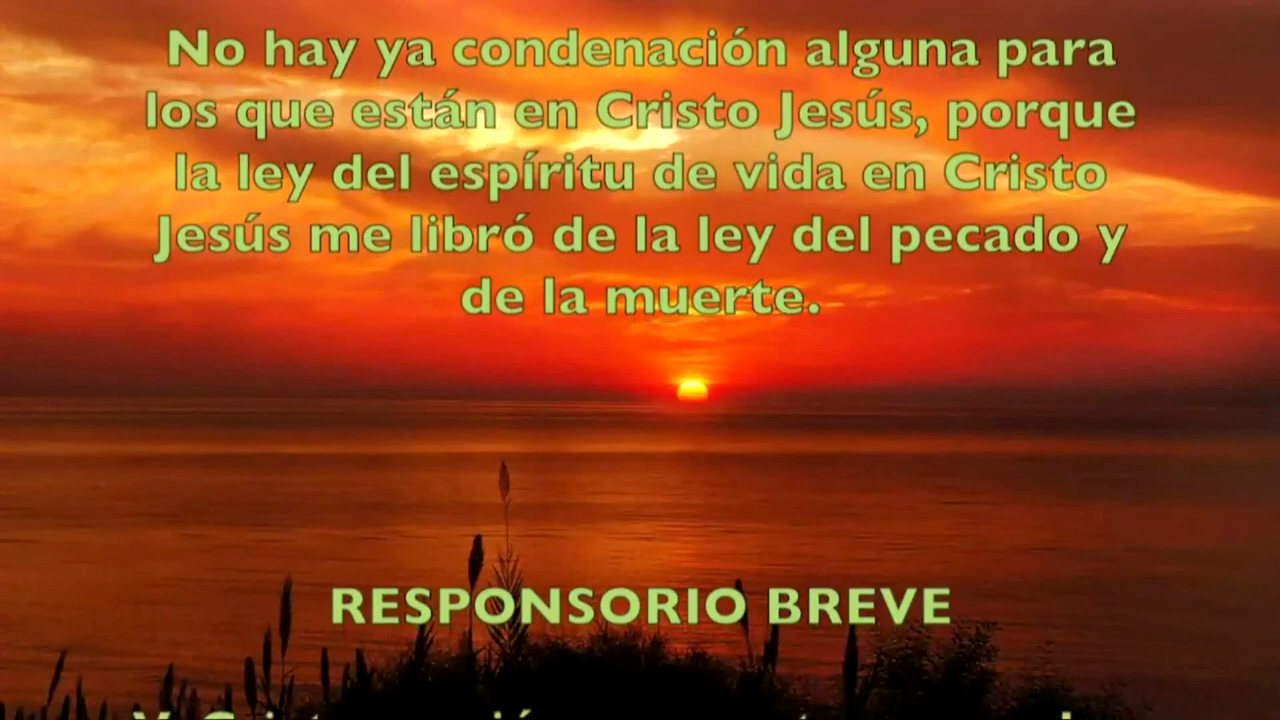 No hay ya condenación alguna para
los que están en Cristo Jesús, porque
la ley del espíritu de vida en Cristo
Jesús me libró de la ley del pecado y
de la muerte.
RESPONSORIO BREVE